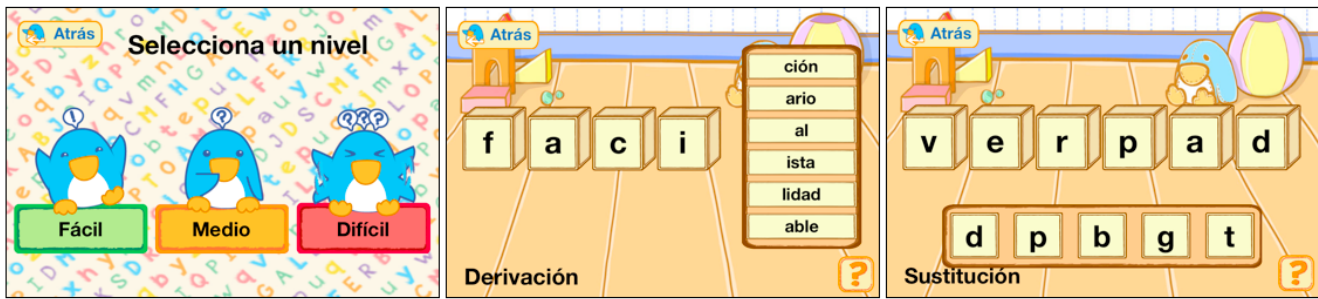 Atrás
Selecciona un nivel
!
?
???
Fácil
Medio
Difícil
Atrás
ción
ario
al
ista
lidad
able
f a c i
Derivación
?
Atrás
v e r p a d
d p b g t
Sustitución
?